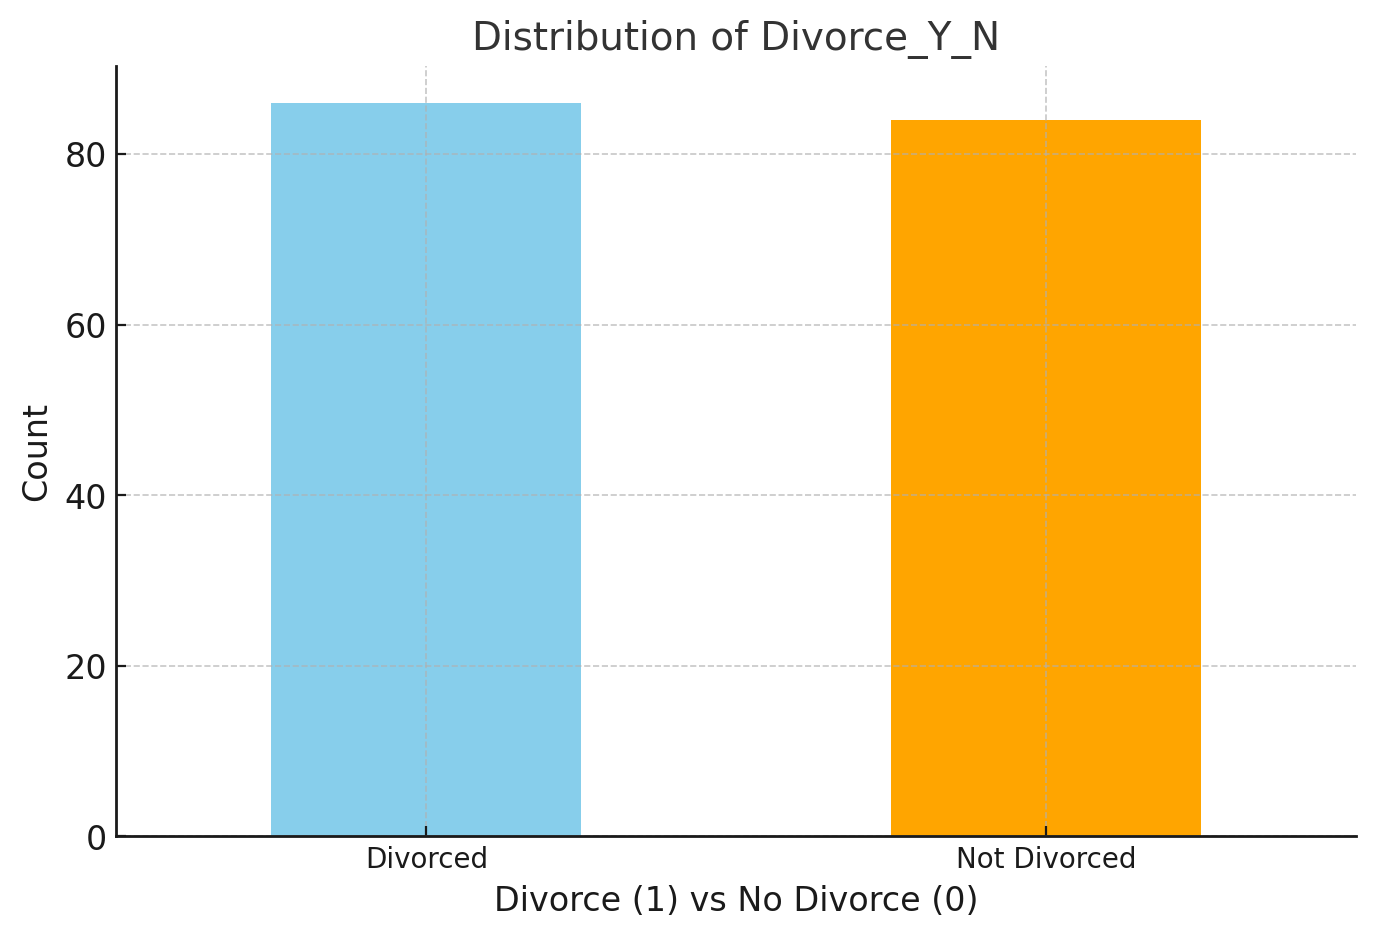 Distribution of Divorce_Y_N
80
60
40
20
0
Count
Divorced
Not Divorced
Divorce (1) vs No Divorce (0)